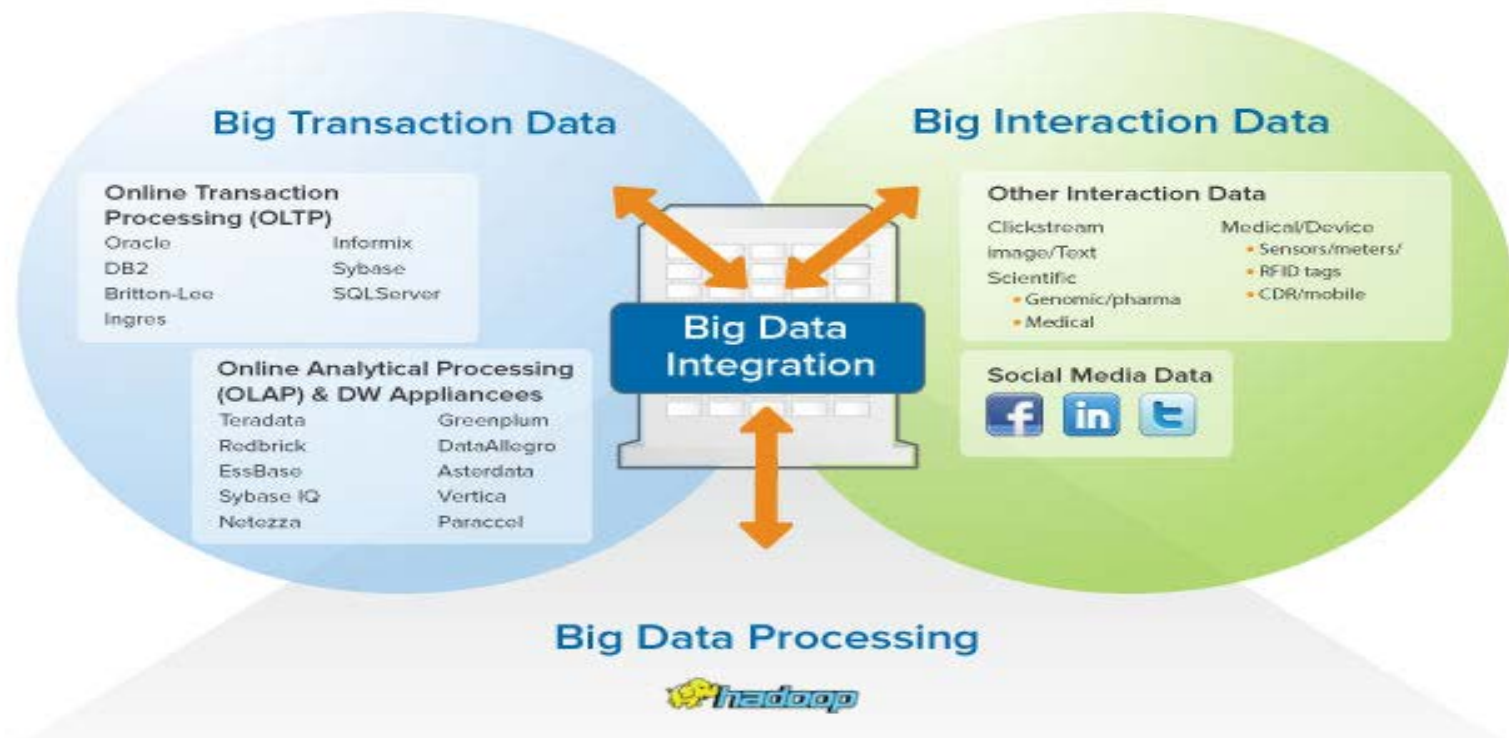 Big Transaction Data
Online Transaction
Processing (OLTP)
Oracle
DB2
Britton-Lee
Ingres
Informix
Sybase
SQLServer
Online Analytical Processing
(OLAP) & DW Appliancees
Teradata
Redbrick
EssBase
Sybase IQ
Netezza
Greenplum
DataAllegro
Asterdata
Vertica
Paraccel
Big Data
Integration
Big Interaction Data
Other Interaction Data
Clickstream
image/Text
Scientific
• Genomic/pharma
• Medical
Medical/Device
• Sensors/meters/
• RFID tags
• CDR/mobile
Social Media Data
f
in
t
Big Data Processing
hadoop